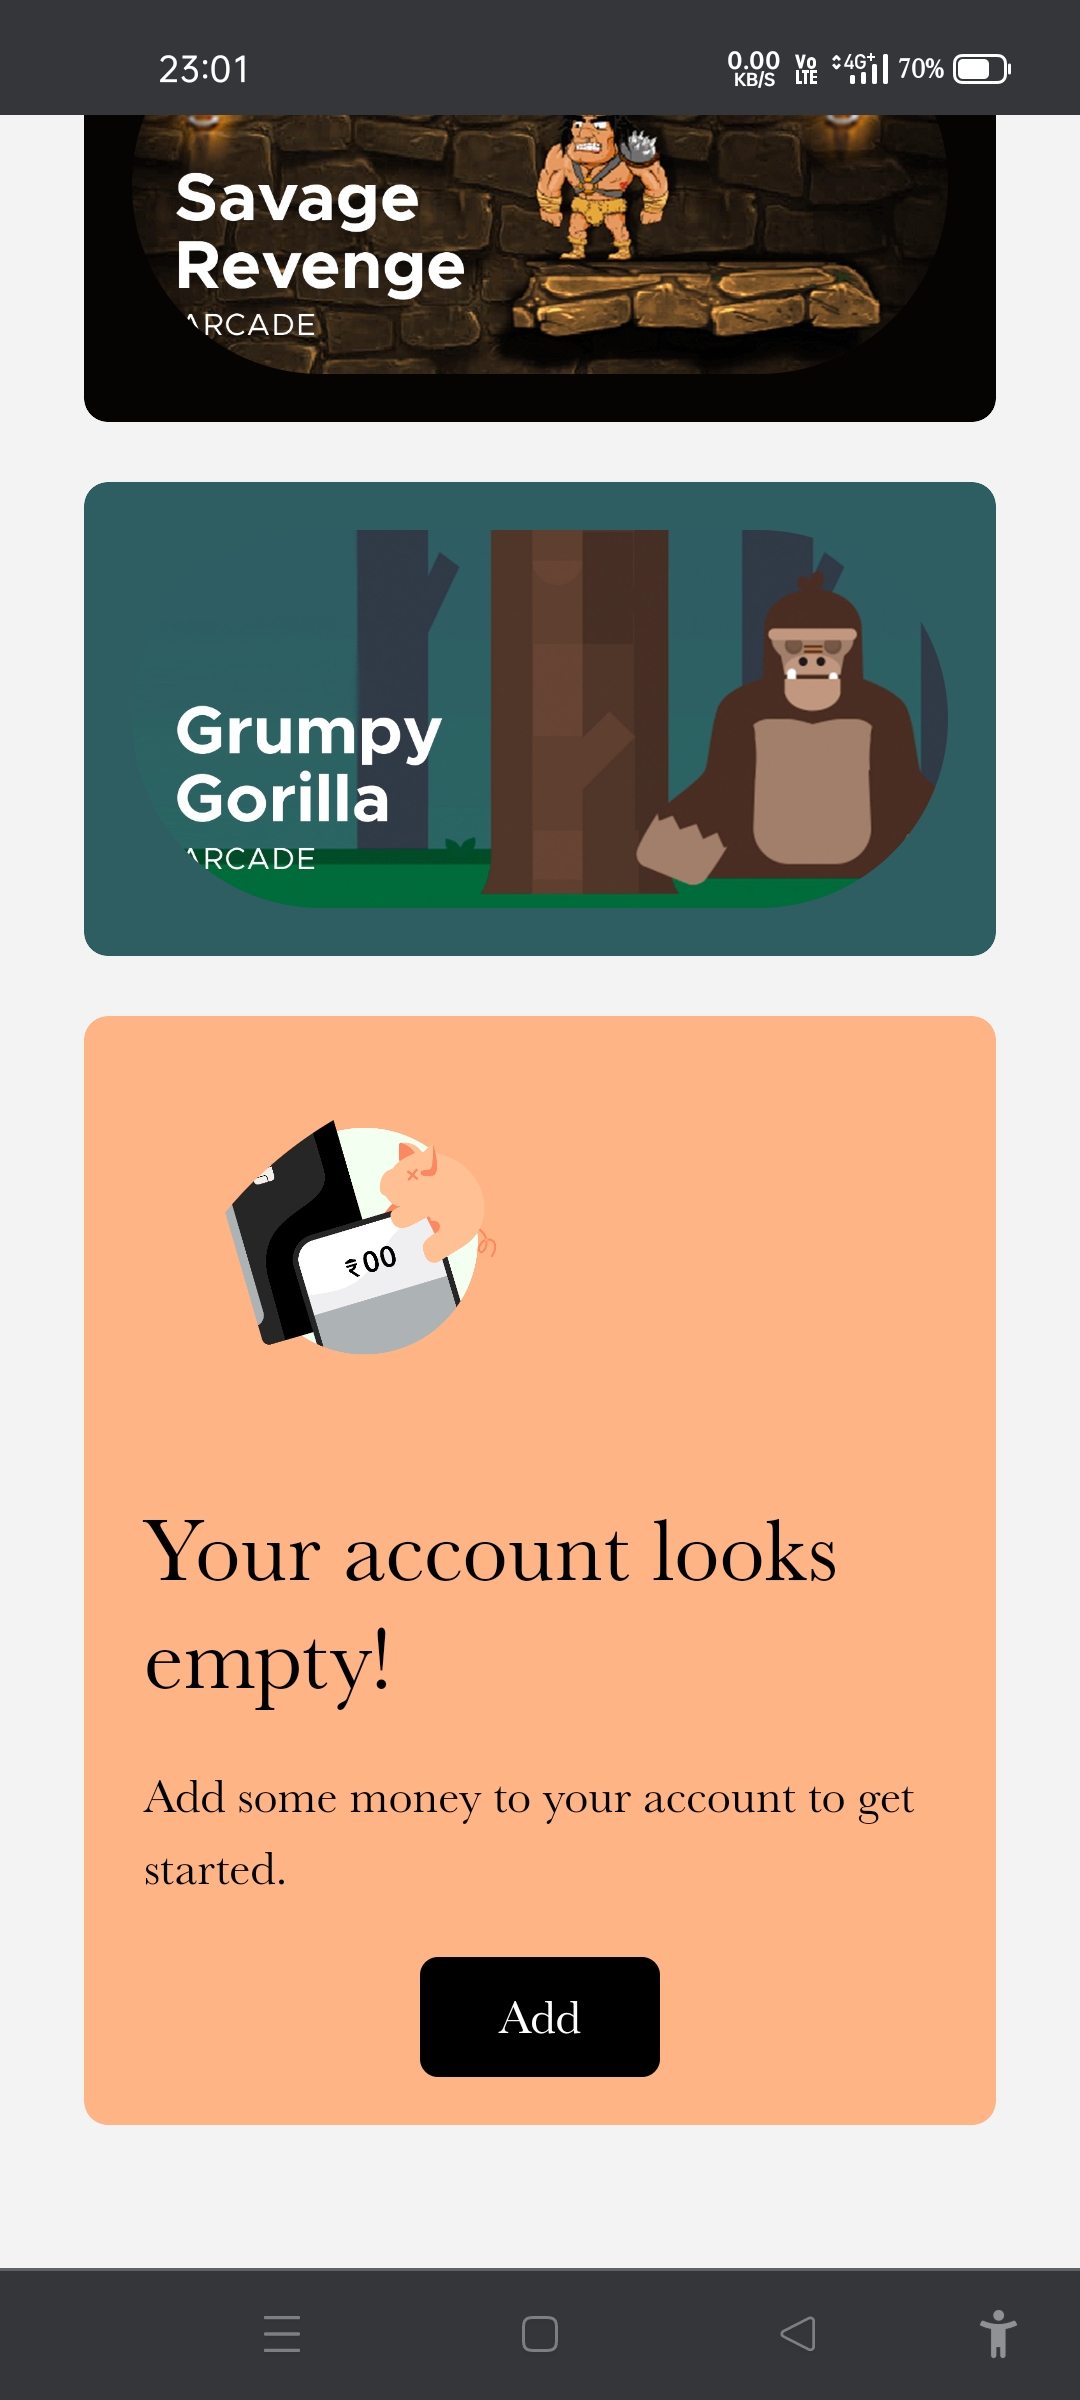 23:01 0.00 KB/S Vo LTE 4G+ 70%
Savage
Revenge
ARCADE
Grumpy
Gorilla
ARCADE
₹00
Your account looks
empty!
Add some money to your account to get
started.
Add